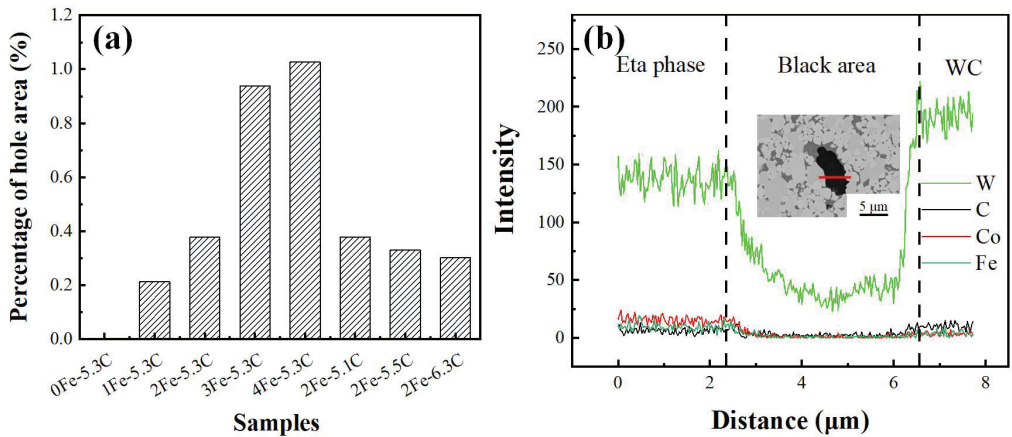 (a)
Percentage of hole area (%)
1.2
1.0
0.8
0.6
0.4
0.2
0.0
0Fe-5.3C
1Fe-5.3C
2Fe-5.3C
3Fe-5.3C
4Fe-5.3C
2Fe-5.1C
2Fe-5.5C
2Fe-6.3C
Samples
(b)
Intensity
250
200
150
100
50
0
Eta phase
Black area
WC
5 μm
W
C
Co
Fe
0 2 4 6 8
Distance (μm)